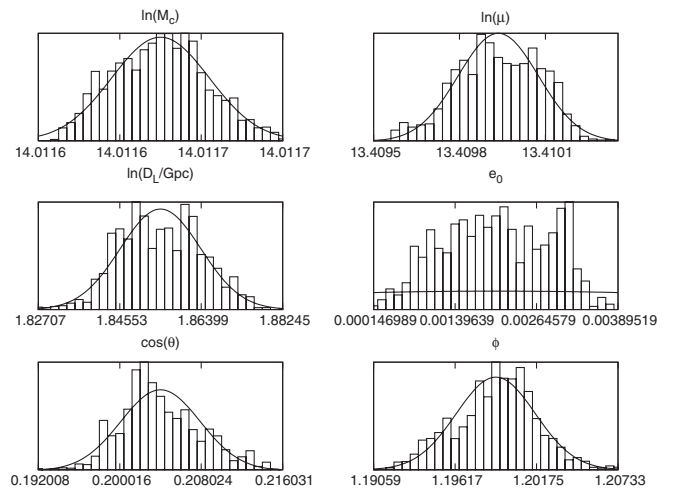 ln(M_c) ln(μ)
14.0116 14.0116 14.0117 14.0117 13.4095 13.4098 13.4101
ln(D_L/Gpc) e_0
1.82707 1.84553 1.86399 1.88245 0.000146989 0.00139639 0.00264579 0.00389519
cos(θ) ϕ
0.192008 0.200016 0.208024 0.216031 1.19059 1.19617 1.20175 1.20733